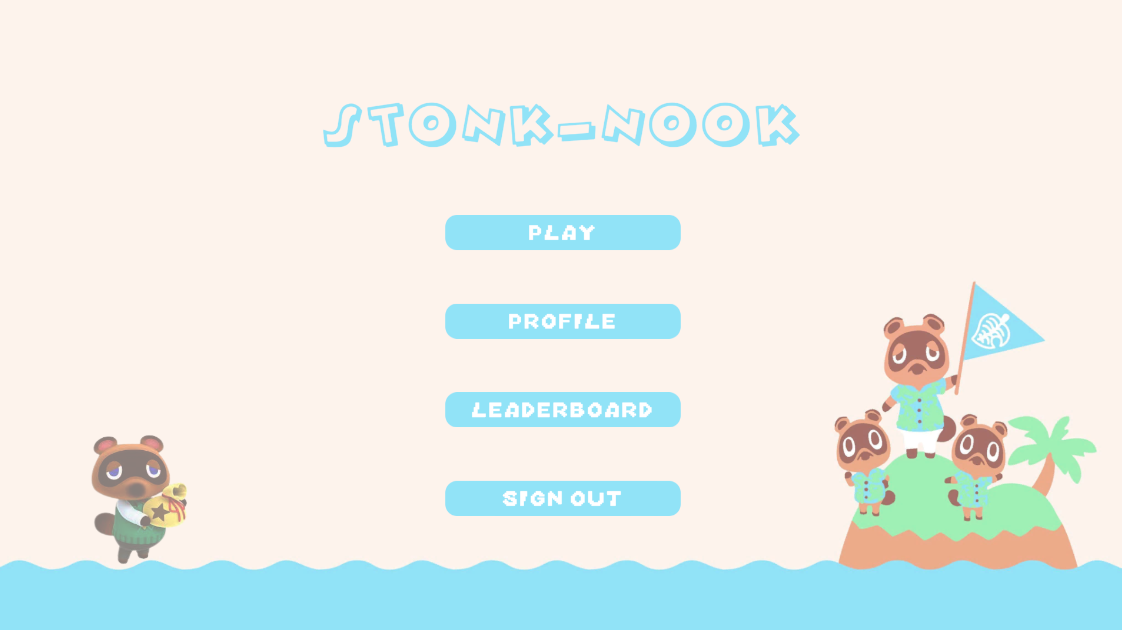 STONK-NOOK
PLAY
PROFILE
LEADERBOARD
SIGN OUT